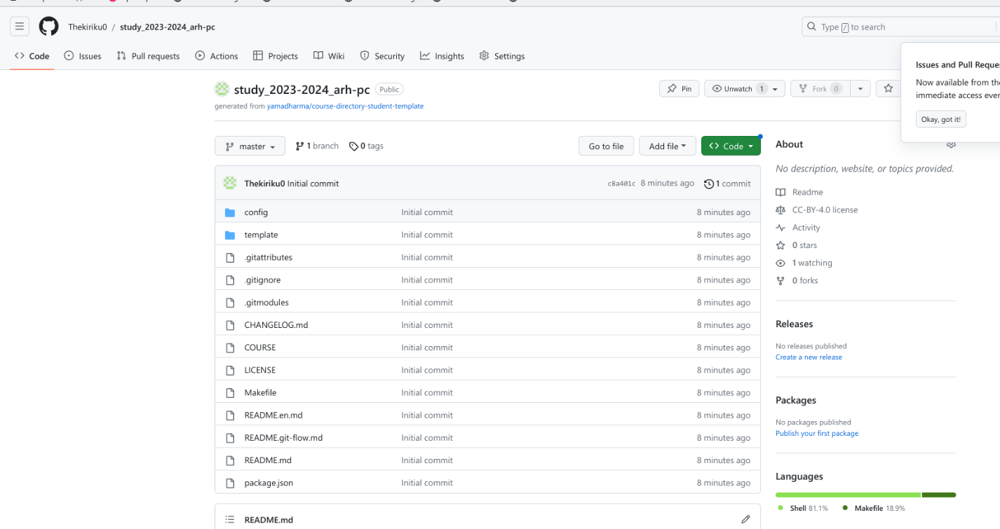 Thekiriku0 / study_2023-2024_arh-pc
Type / to search
Code Issues Pull requests Actions Projects Wiki Security Insights Settings
Issues and Pull
Now available from
immediate access
Okay, got it!
study_2023-2024_arh-pc Public
Pin Unwatch 1 Fork 0
generated from yamadharma/course-directory-student-template
master 1 branch 0 tags Go to file Add file Code
Thekiriku0 Initial commit c8a401c 8 minutes ago 1 commit
config Initial commit 8 minutes ago
template Initial commit 8 minutes ago
.gitattributes Initial commit 8 minutes ago
.gitignore Initial commit 8 minutes ago
.gitmodules Initial commit 8 minutes ago
CHANGELOG.md Initial commit 8 minutes ago
COURSE Initial commit 8 minutes ago
LICENSE Initial commit 8 minutes ago
Makefile Initial commit 8 minutes ago
README.en.md Initial commit 8 minutes ago
README.git-flow.md Initial commit 8 minutes ago
README.md Initial commit 8 minutes ago
package.json Initial commit 8 minutes ago
README.md
About
No description, website, or topics provided.
Readme
CC-BY-4.0 license
Activity
0 stars
1 watching
0 forks
Releases
No releases published
Create a new release
Packages
No packages published
Publish your first package
Languages
Shell 81.1% Makefile 18.9%